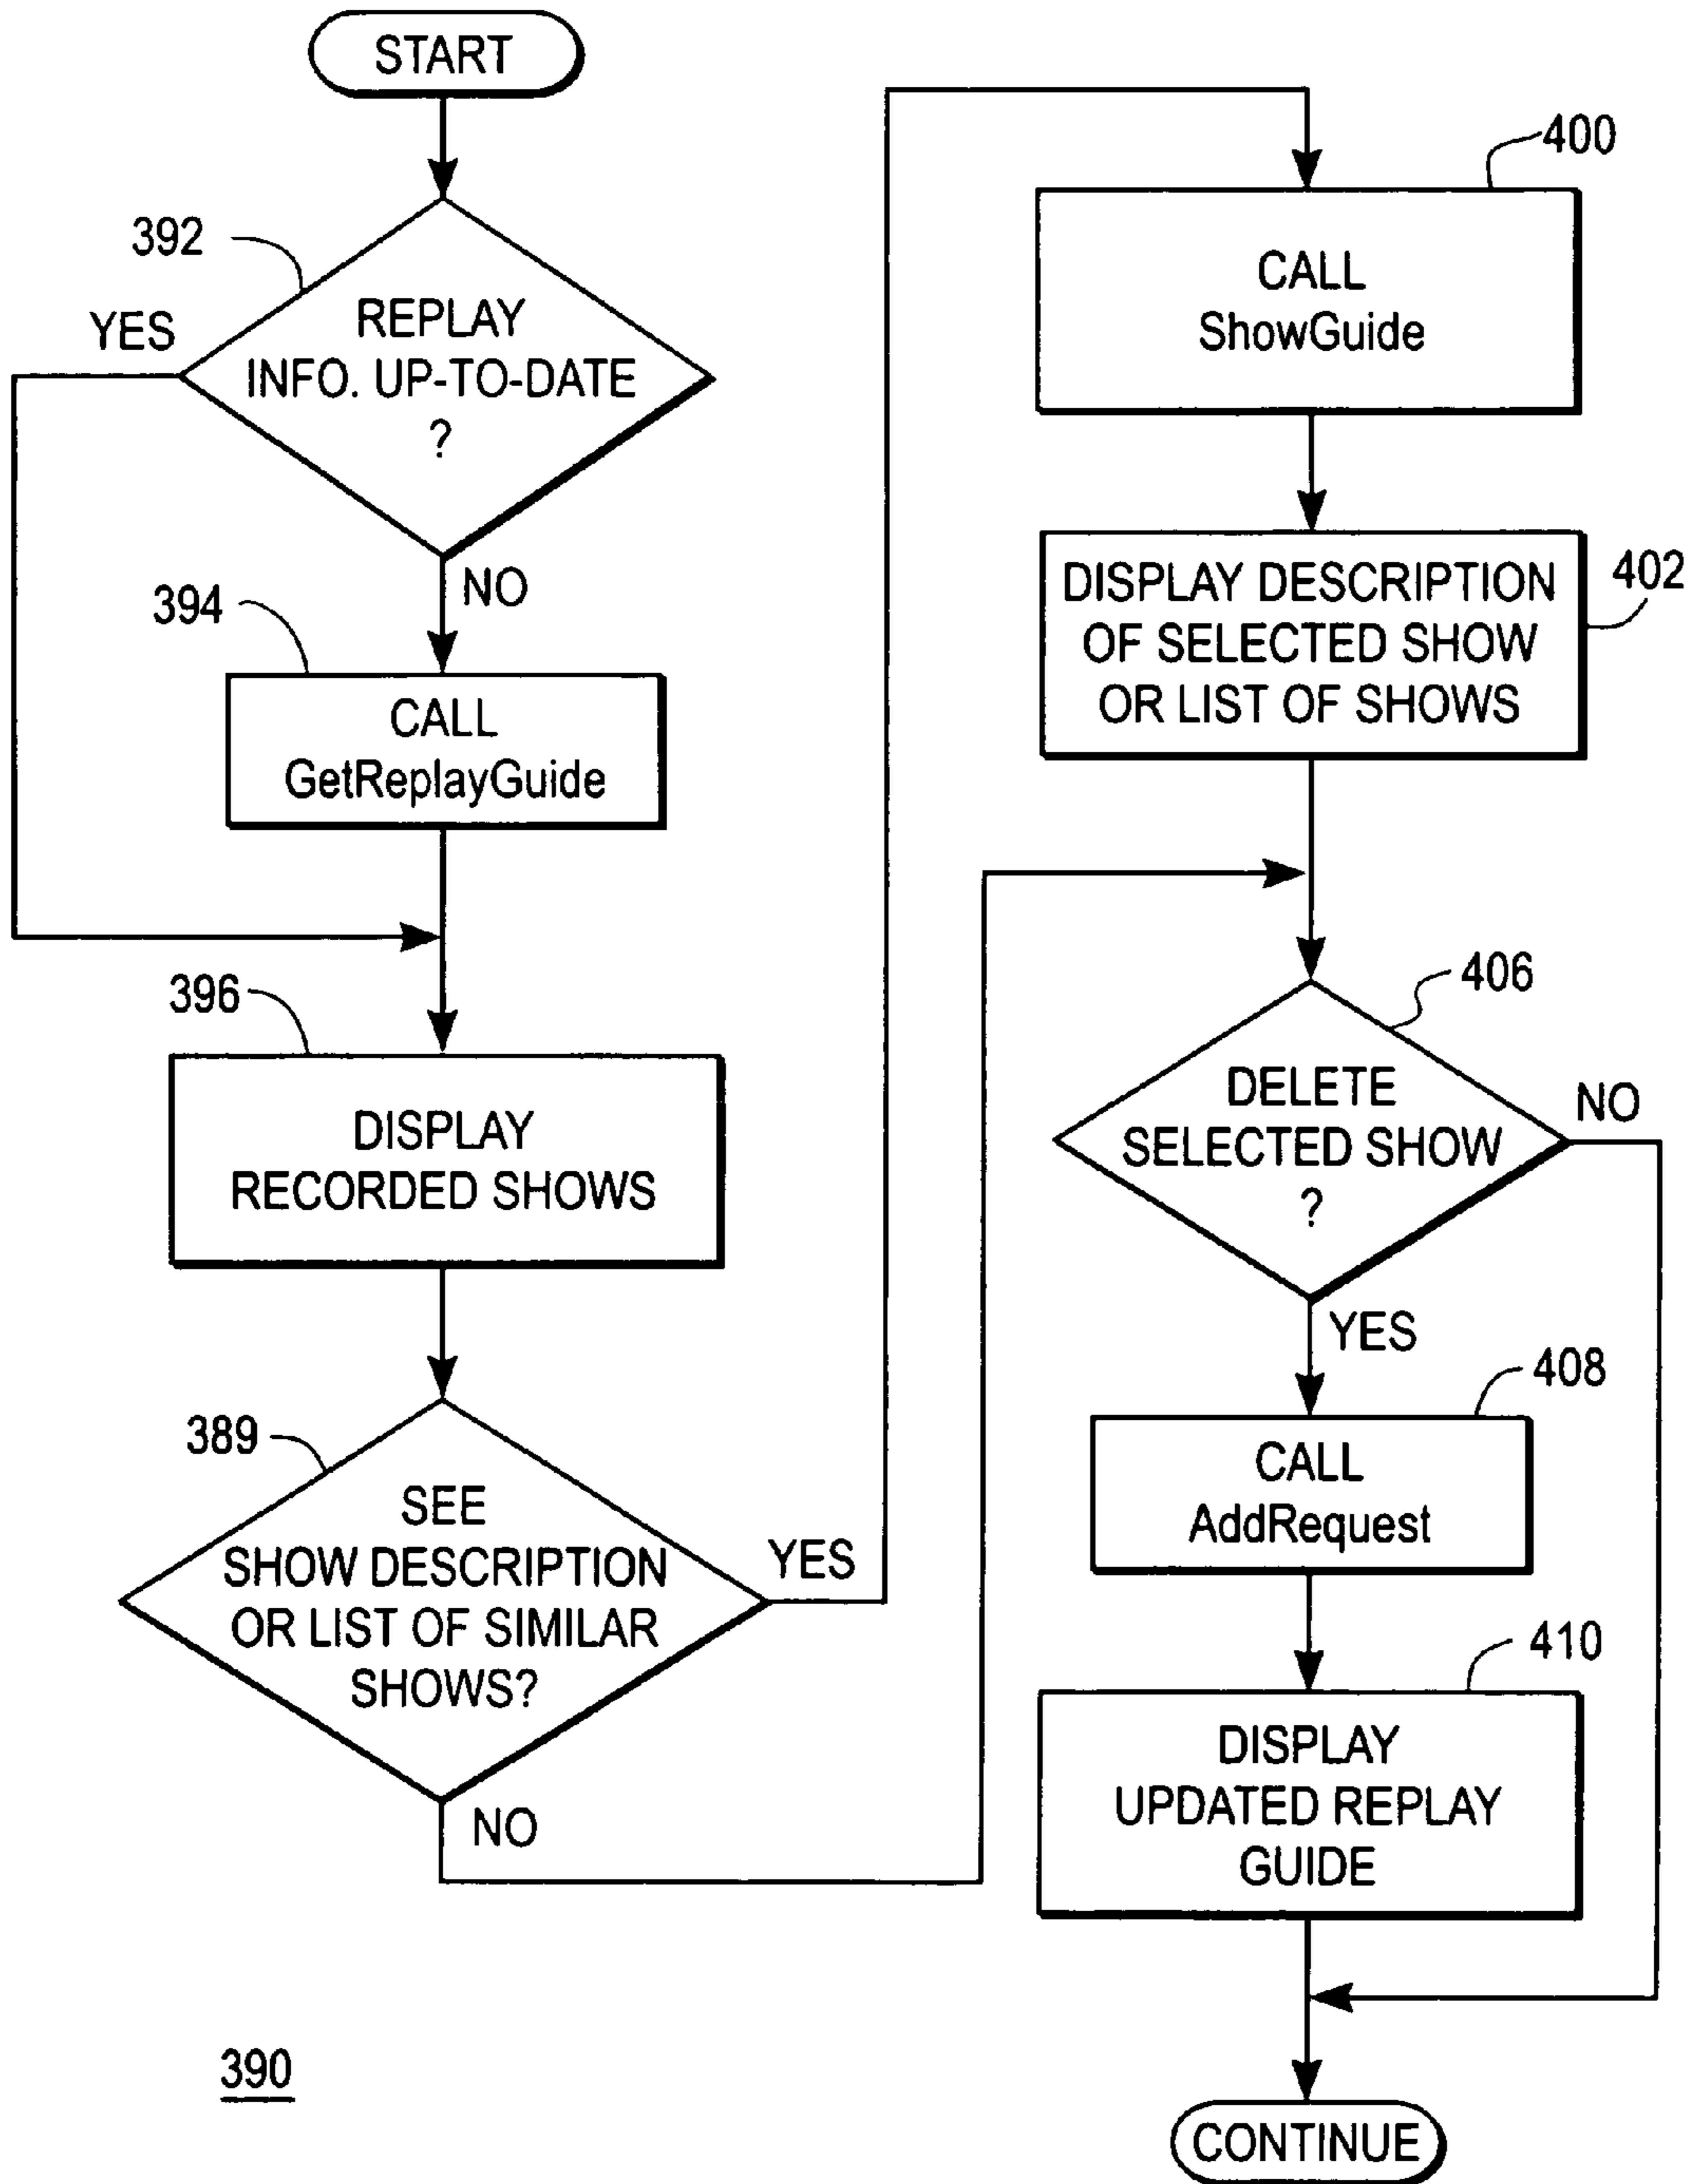 START
392
YES
REPLAY
INFO. UP-TO-DATE
?
NO
394
CALL
GetReplayGuide
396
DISPLAY
RECORDED SHOWS
389
SEE
SHOW DESCRIPTION
OR LIST OF SIMILAR
SHOWS?
YES
NO
400
CALL
ShowGuide
402
DISPLAY DESCRIPTION
OF SELECTED SHOW
OR LIST OF SHOWS
406
DELETE
SELECTED SHOW
?
NO
YES
408
CALL
AddRequest
410
DISPLAY
UPDATED REPLAY
GUIDE
CONTINUE
390